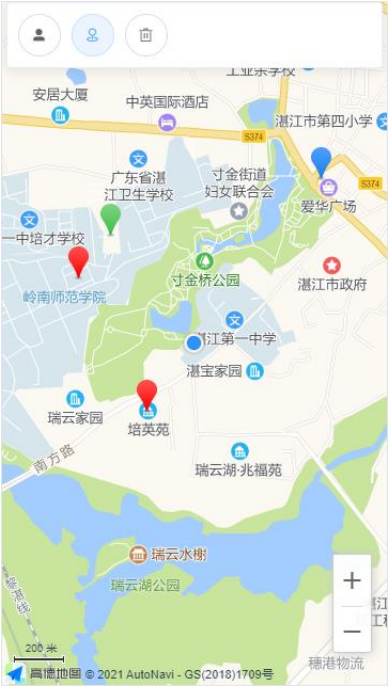 工业余学校
安居大厦
中英国际酒店
S374
湛江市第四小学
广东省湛
江卫生学校
寸金街道
妇女联合会
S374
爱华广场
一中培才学校
寸金桥公园
湛江市政府
岭南师范学院
湛江第一中学
湛宝家园
瑞云家园
培英苑
南方路
瑞云湖·兆福苑
瑞云水榭
瑞云湖公园
黎湛线
200 米
穗港物流
高德地图 © 2021 AutoNavi - GS(2018)1709号